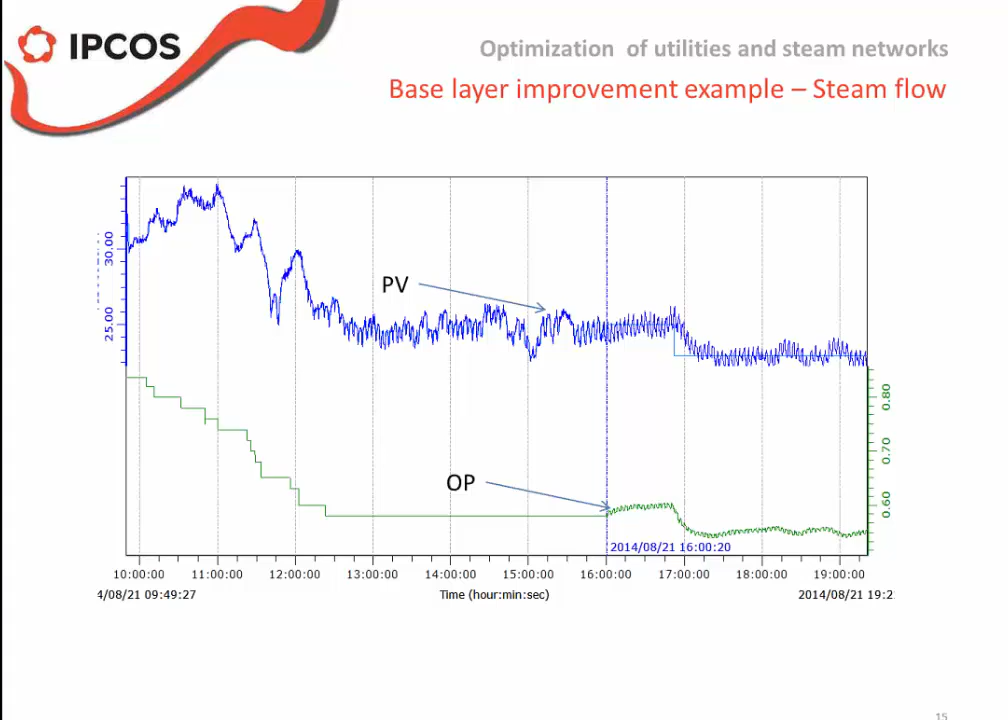 IPCOS
Optimization of utilities and steam networks
Base layer improvement example – Steam flow
30.00
25.00
PV
0.80
0.70
0.60
OP
2014/08/21 16:00:20
10:00:00 11:00:00 12:00:00 13:00:00 14:00:00 15:00:00 16:00:00 17:00:00 18:00:00 19:00:00
4/08/21 09:49:27 Time (hour:min:sec) 2014/08/21 19:2
15